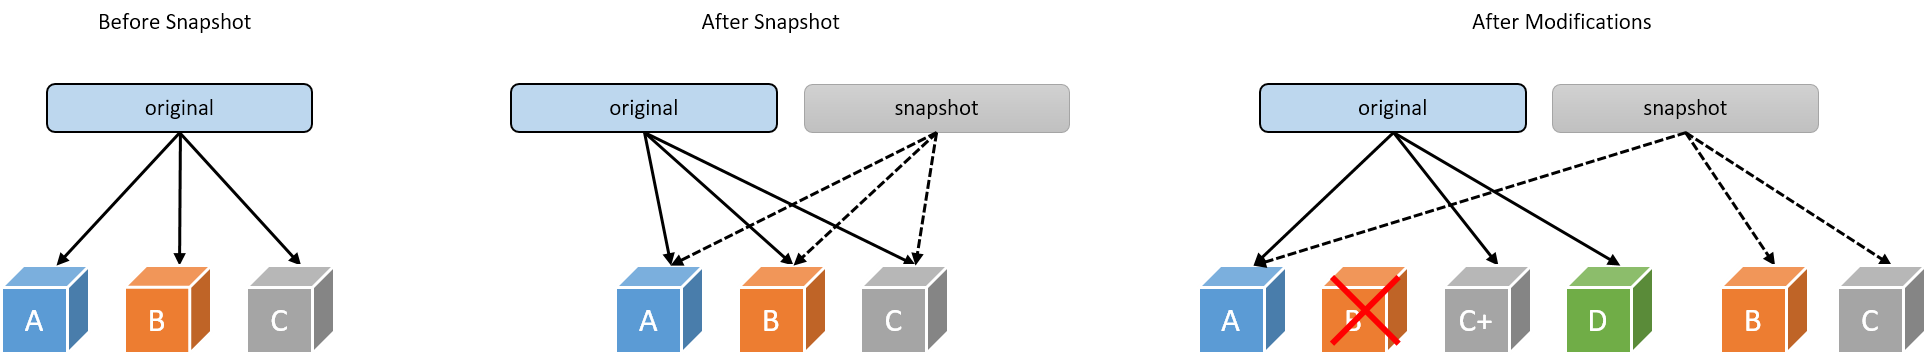 Before Snapshot
After Snapshot
After Modifications
original
original
snapshot
original
snapshot
A
B
C
A
B
C
A
B
C+
D
B
C